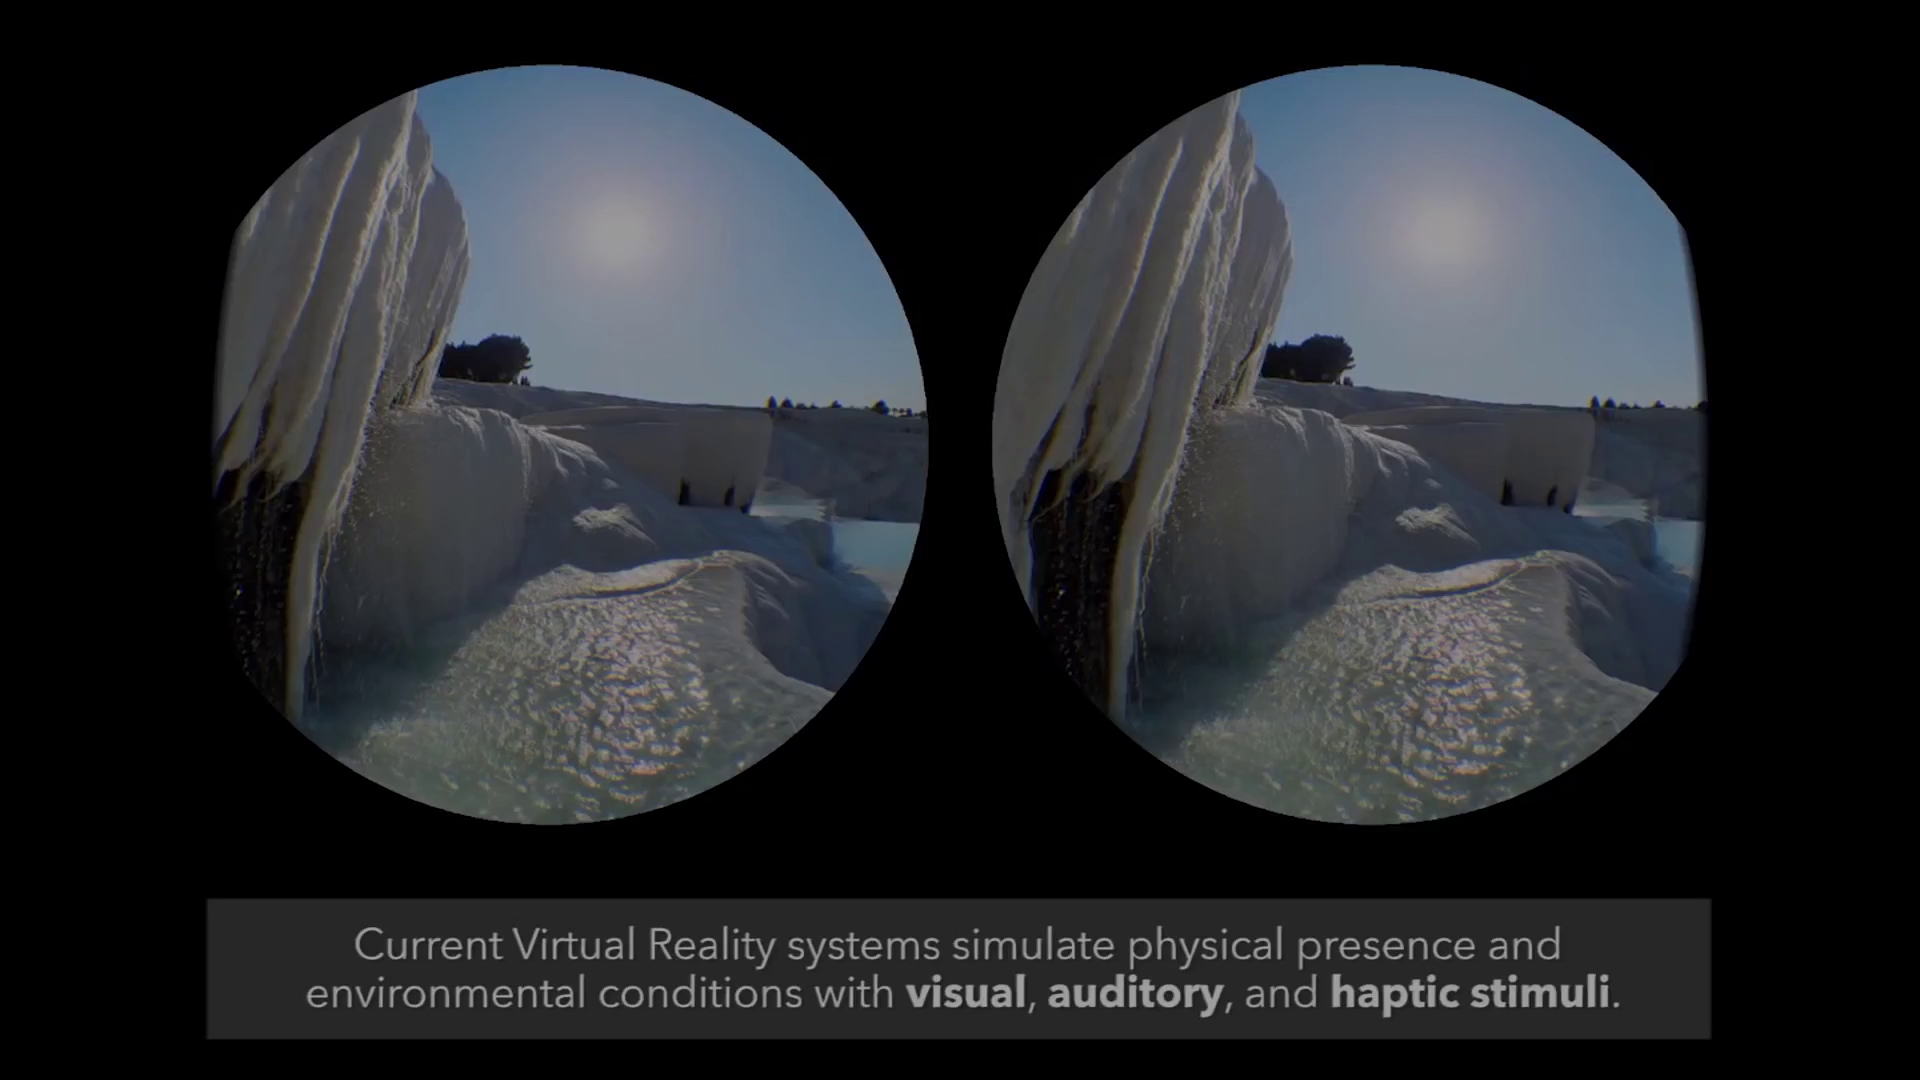 Current Virtual Reality systems simulate physical presence and
environmental conditions with visual, auditory, and haptic stimuli.